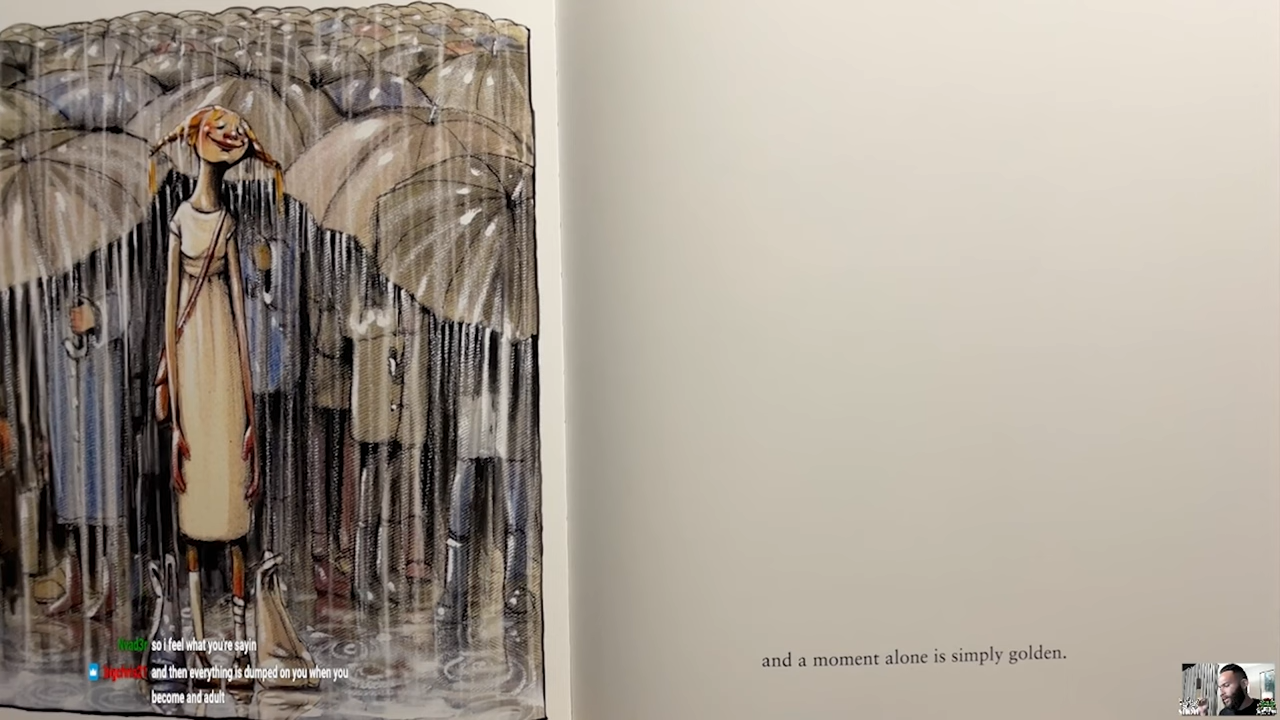 so i feel what you're sayin
and then everything is dumped on you when you
become and adult
and a moment alone is simply golden.